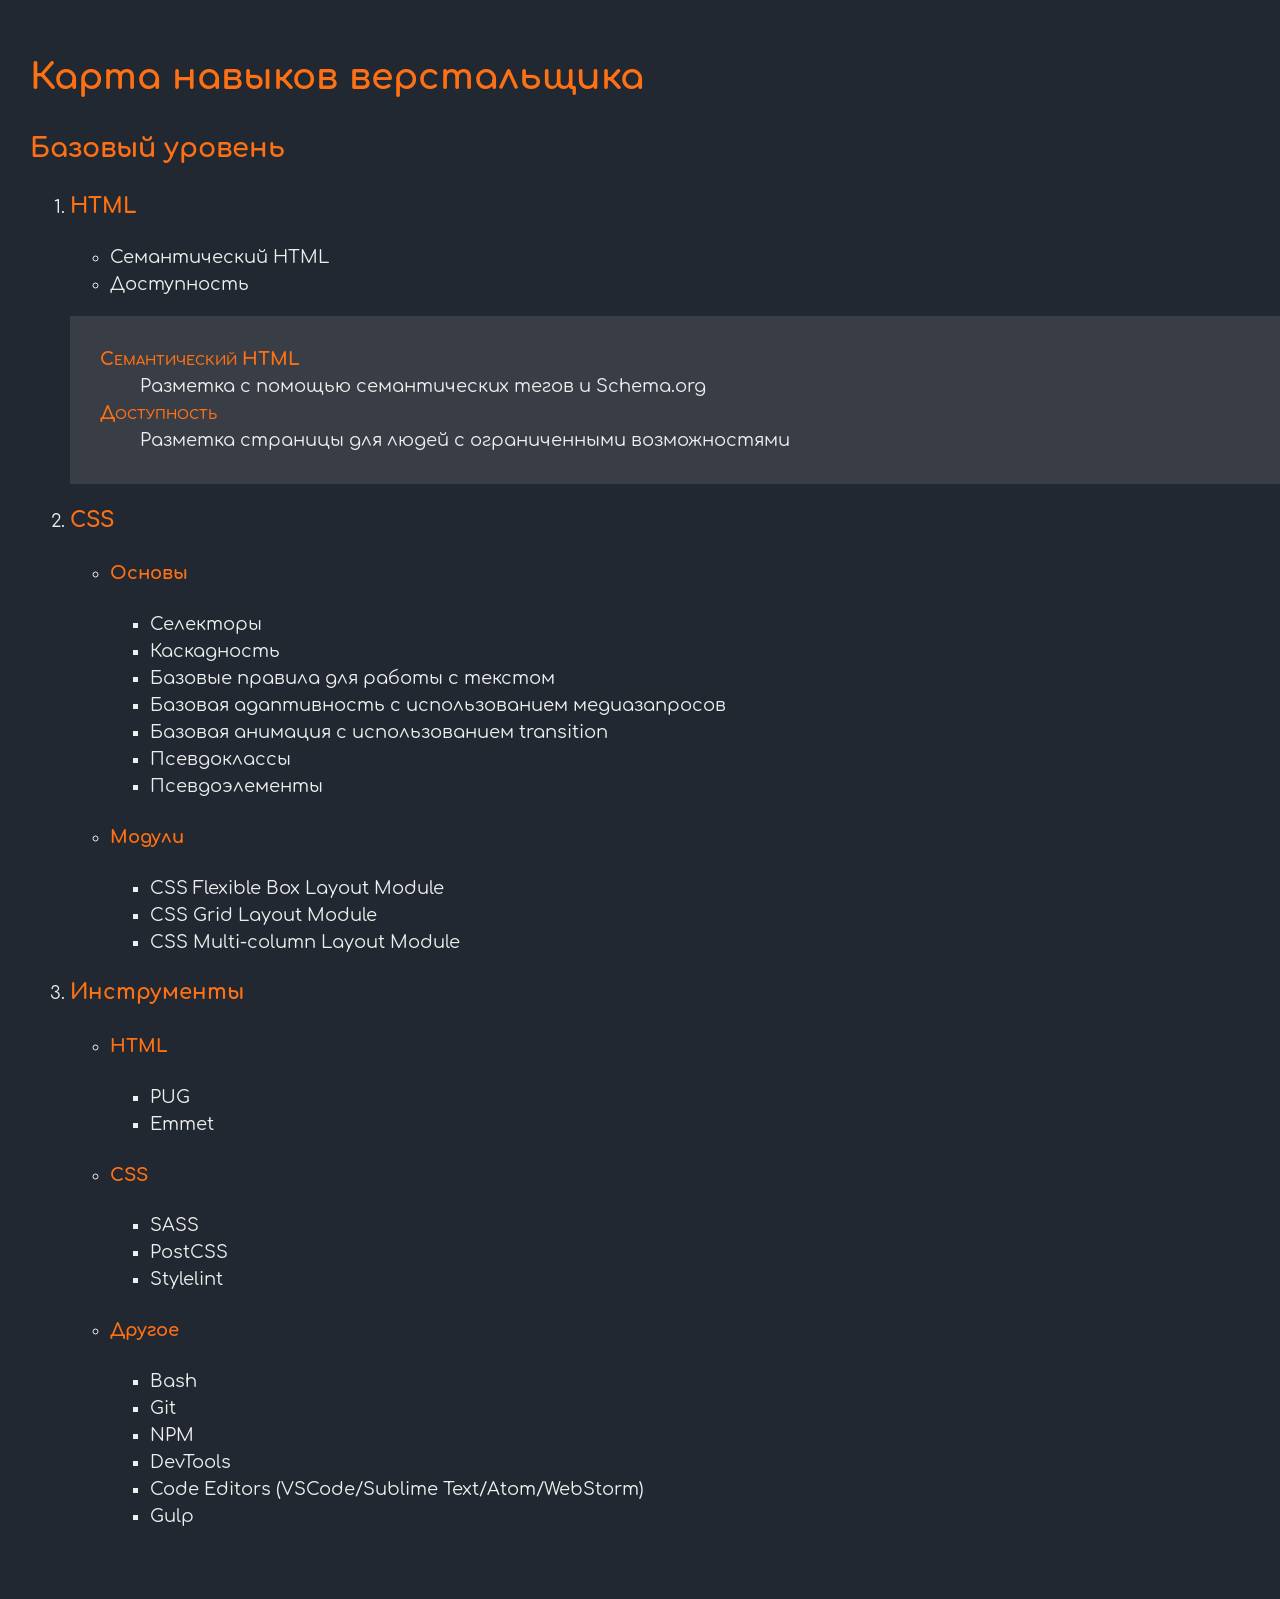 Карта навыков верстальщика
Базовый уровень
1. HTML
Семантический HTML
Доступность
Семантический HTML
Разметка с помощью семантических тегов и Schema.org
Доступность
Разметка страницы для людей с ограниченными возможностями
2. CSS
Основы
Селекторы
Каскадность
Базовые правила для работы с текстом
Базовая адаптивность с использованием медиазапросов
Базовая анимация с использованием transition
Псевдоклассы
Псевдоэлементы
Модули
CSS Flexible Box Layout Module
CSS Grid Layout Module
CSS Multi-column Layout Module
3. Инструменты
HTML
PUG
Emmet
CSS
SASS
PostCSS
Stylelint
Другое
Bash
Git
NPM
DevTools
Code Editors (VSCode/Sublime Text/Atom/WebStorm)
Gulp